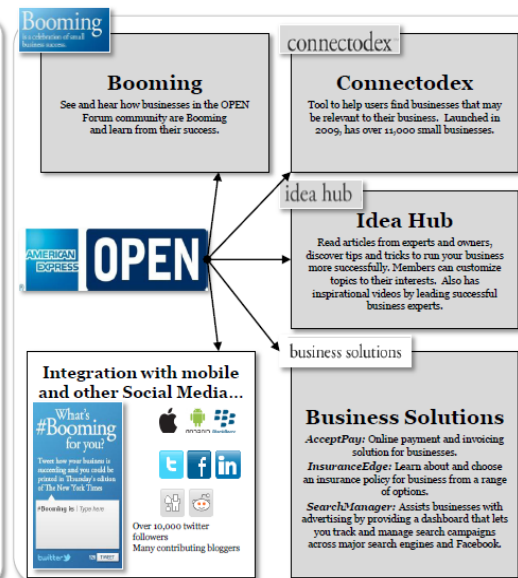 Booming
is a celebration of small
business success.
Booming
See and hear how businesses in the OPEN
Forum community are Booming
and learn from their success.
connectodex
Connectodex
Tool to help users find businesses that may
be relevant to their business. Launched in
2009, has over 11,000 small businesses.
idea hub
Idea Hub
Read articles from experts and owners,
discover tips and tricks to run your business
more successfully. Members can customize
topics to their interests. Also has
inspirational videos by leading successful
business experts.
AMERICAN
EXPRESS
OPEN
business solutions
Business Solutions
AcceptPay: Online payment and invoicing
solution for businesses.
InsuranceEdge: Learn about and choose
an insurance policy for business from a range
of options.
SearchManager: Assists businesses with
advertising by providing a dashboard that lets
you track and manage search campaigns
across major search engines and Facebook.
Integration with mobile
and other Social Media...
What's
#Booming
for you?
Tweet how your business is
succeeding and you could be
printed in Thursday's edition
of The New York Times
#Booming is | Type here
twitter
TWEET
BlackBerry
t f in
Over 10,000 twitter
followers
Many contributing bloggers